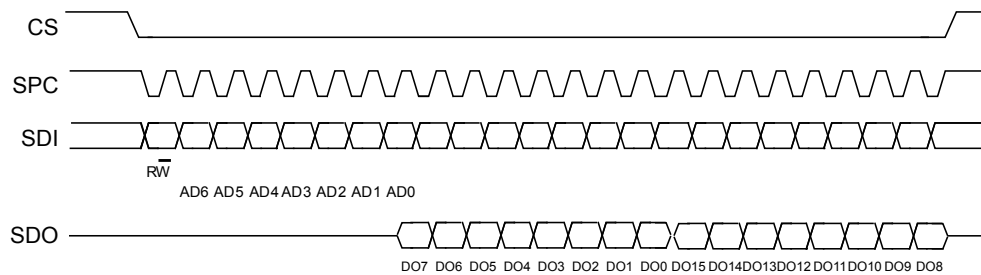 CS
SPC
SDI
RW
AD6 AD5 AD4 AD3 AD2 AD1 AD0
SDO
DO7 DO6 DO5 DO4 DO3 DO2 DO1 DO0 DO15 DO14 DO13 DO12 DO11 DO10 DO9 DO8